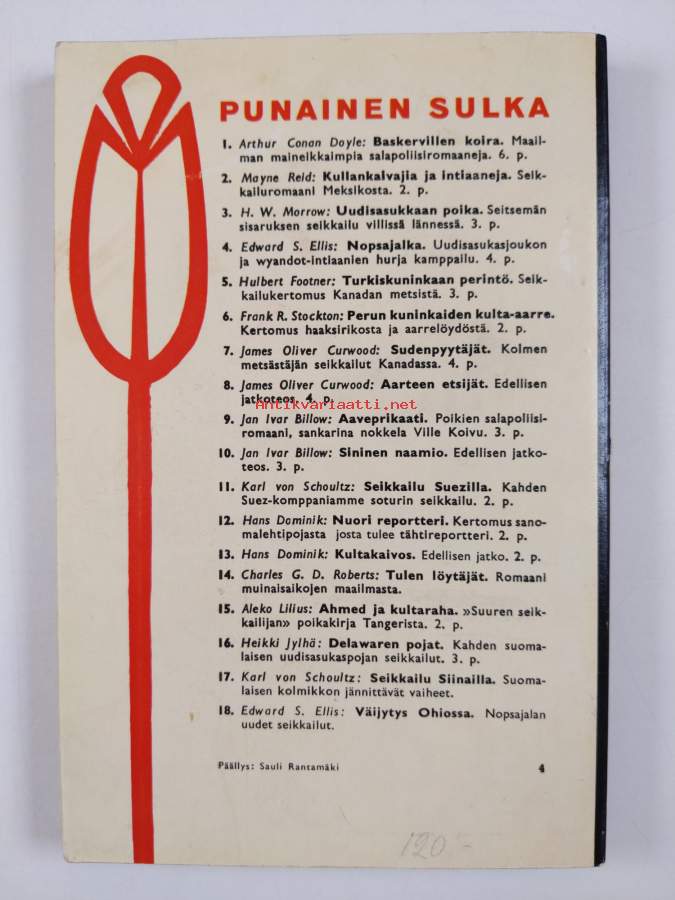 PUNAINEN SULKA
1. Arthur Conan Doyle: Baskervillen koira. Maail-
man maineikkaimpia salapoliisiromaaneja. 6. p.
2. Mayne Reid: Kullankaivajia ja intiaaneja. Seik-
kailuromaani Meksikosta. 2. p.
3. H. W. Morrow: Uudisasukkaan poika. Seitsemän
sisaruksen seikkailu villissä lännessä. 3. p.
4. Edward S. Ellis: Nopsajalka. Uudisasukasjoukon
ja wyandot-intiaanien hurja kamppailu. 4. p.
5. Hulbert Footner: Turkiskuninkaan perintö. Seik-
kailukertomus Kanadan metsistä. 3. p.
6. Frank R. Stockton: Perun kuninkaiden kulta-aarre.
Kertomus haaksirikosta ja aarrelöydöstä. 2. p.
7. James Oliver Curwood: Sudenpyytäjät. Kolmen
metsästäjän seikkailut Kanadassa. 4. p.
8. James Oliver Curwood: Aarteen etsijät. Edellisen
jatkoteos. 4. p.
Antikvariaatti.net
9. Jan Ivar Billow: Aaveprikaati. Poikien salapoliisi-
romaani, sankarina nokkela Ville Koivu. 3. p.
10. Jan Ivar Billow: Sininen naamio. Edellisen jatko-
teos. 3. p.
11. Karl von Schoultz: Seikkailu Suezilla. Kahden
Suez-komppaniamme soturin seikkailu. 2. p.
12. Hans Dominik: Nuori reportteri. Kertomus sano-
malehtipojasta josta tulee tähtireportteri. 2. p.
13. Hans Dominik: Kultakaivos. Edellisen jatko. 2. p.
14. Charles G. D. Roberts: Tulen löytäjät. Romaani
muinaisaikojen maailmasta.
15. Aleko Lilius: Ahmed ja kultaraha. »Suuren seik-
kailijan» poikakirja Tangerista. 2. p.
16. Heikki Jylhä: Delawaren pojat. Kahden suoma-
laisen uudisasukaspojan seikkailut. 3. p.
17. Karl von Schoultz: Seikkailu Siinailla. Suoma-
laisen kolmikkon jännittävät vaiheet.
18. Edward S. Ellis: Väijytys Ohiossa. Nopsajalan
uudet seikkailut.
Päällys: Sauli Rantamäki 4
120.-